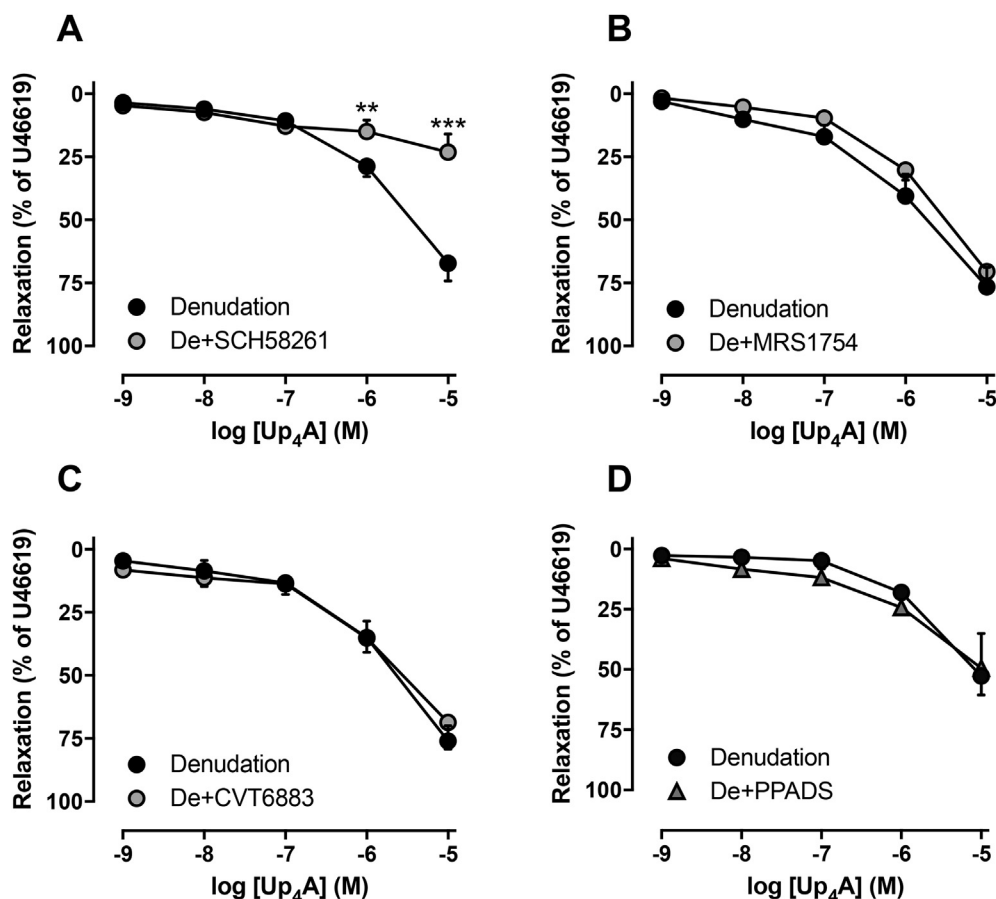 A
Relaxation (% of U46619)
0
25
50
75
100
**
***
Denudation
De+SCH58261
-9 -8 -7 -6 -5
log [Up₄A] (M)
B
Relaxation (% of U46619)
0
25
50
75
100
Denudation
De+MRS1754
-9 -8 -7 -6 -5
log [Up₄A] (M)
C
Relaxation (% of U46619)
0
25
50
75
100
Denudation
De+CVT6883
-9 -8 -7 -6 -5
log [Up₄A] (M)
D
Relaxation (% of U46619)
0
25
50
75
100
Denudation
De+PPADS
-9 -8 -7 -6 -5
log [Up₄A] (M)